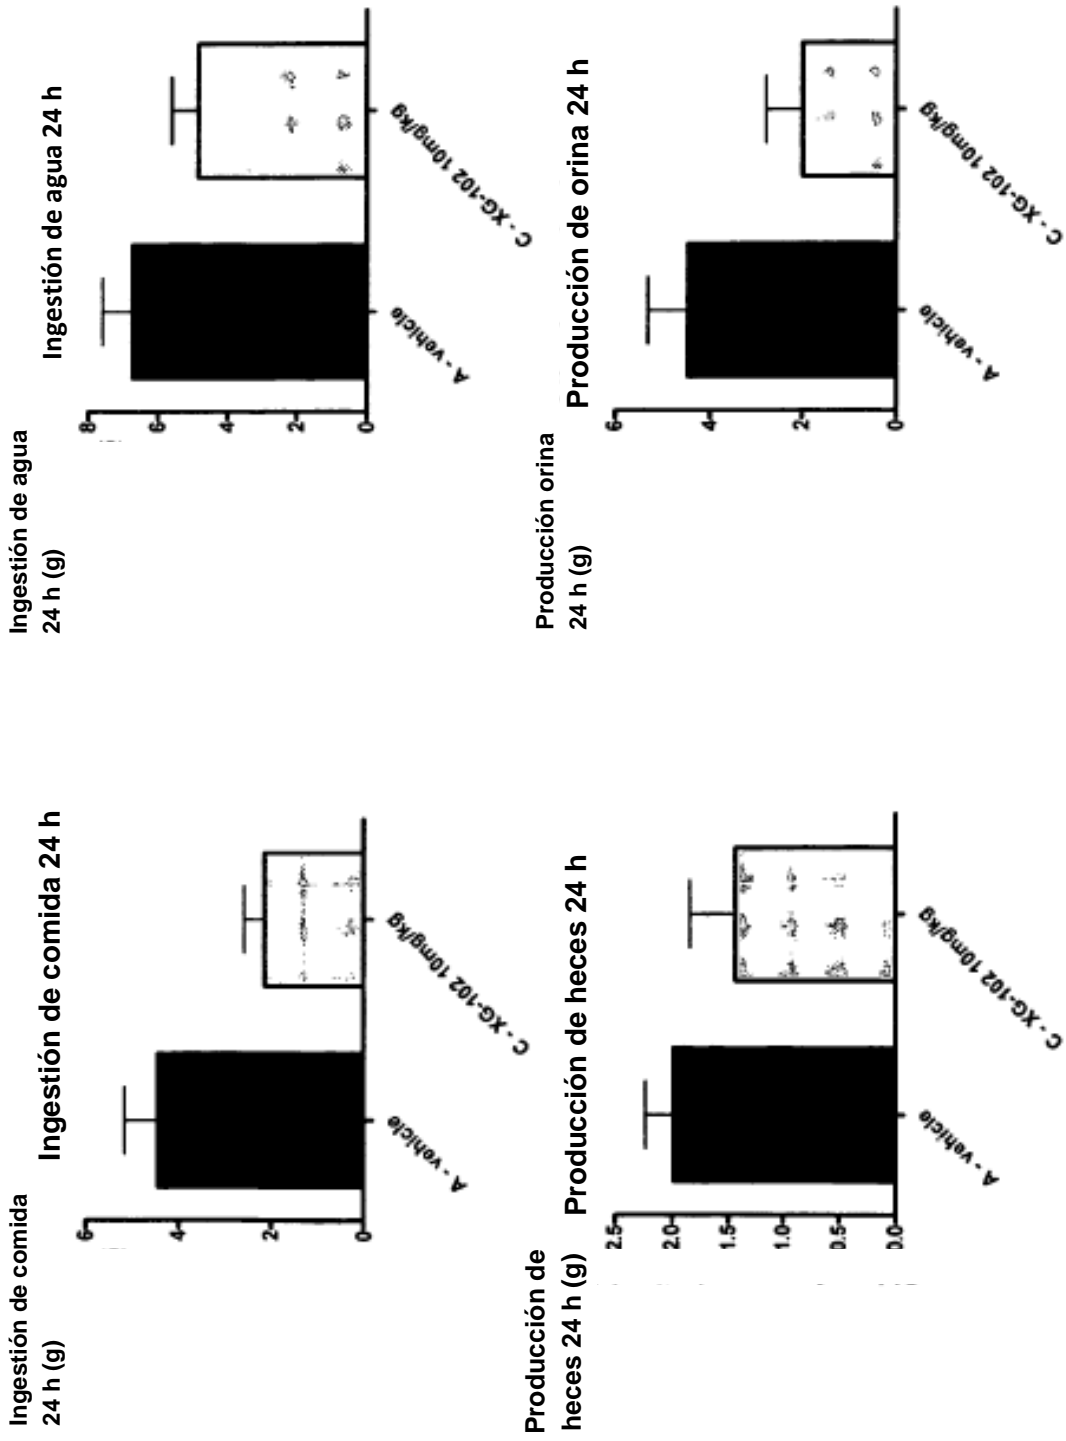 Ingestión de comida
24 h (g)
Ingestión de comida 24 h
6
4
2
0
A - vehicle
C - XG-102 10mg/kg
Ingestión de agua
24 h (g)
Ingestión de agua 24 h
8
6
4
2
0
A - vehicle
C - XG-102 10mg/kg
Producción de
heces 24 h (g)
Producción de heces 24 h
2.5
2.0
1.5
1.0
0.5
0.0
A - vehicle
C - XG-102 10mg/kg
Producción orina
24 h (g)
Producción de orina 24 h
6
4
2
0
A - vehicle
C - XG-102 10mg/kg